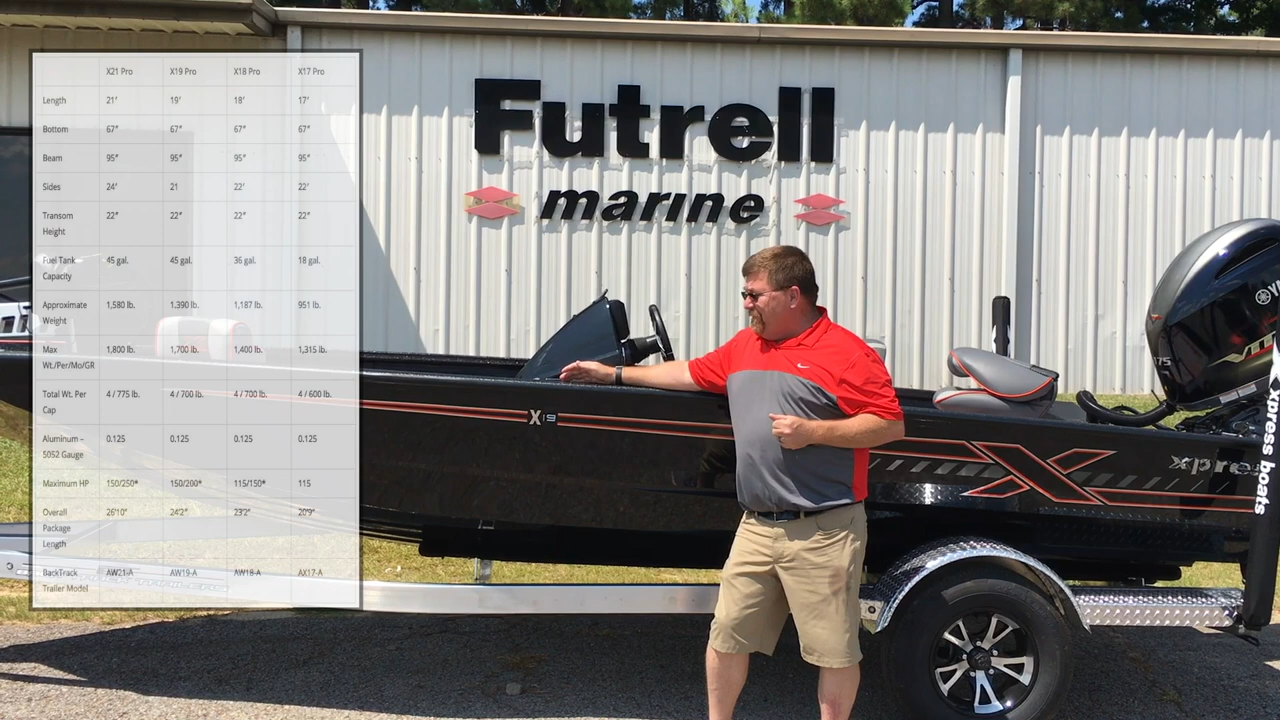 X21 Pro X19 Pro X18 Pro X17 Pro
Length 21' 19' 18' 17'
Bottom 67" 67" 67" 67"
Beam 95" 95" 95" 95"
Sides 24' 21 22' 22'
Transom Height 22" 22" 22" 22"
Fuel Tank Capacity 45 gal. 45 gal. 36 gal. 18 gal.
Approximate Weight 1,580 lb. 1,390 lb. 1,187 lb. 951 lb.
Max Wt./Per/Mo/GR 1,800 lb. 1,700 lb. 1,400 lb. 1,315 lb.
Total Wt. Per Cap 4 / 775 lb. 4 / 700 lb. 4 / 700 lb. 4 / 600 lb.
Aluminum – 5052 Gauge 0.125 0.125 0.125 0.125
Maximum HP 150/250* 150/200* 115/150* 115
Overall Package Length 26'10" 24'2" 23'2" 20'9"
BackTrack Trailer Model AW21-A AW19-A AW18-A AX17-A
Futrell
marine
X19
175
X
xpress boats